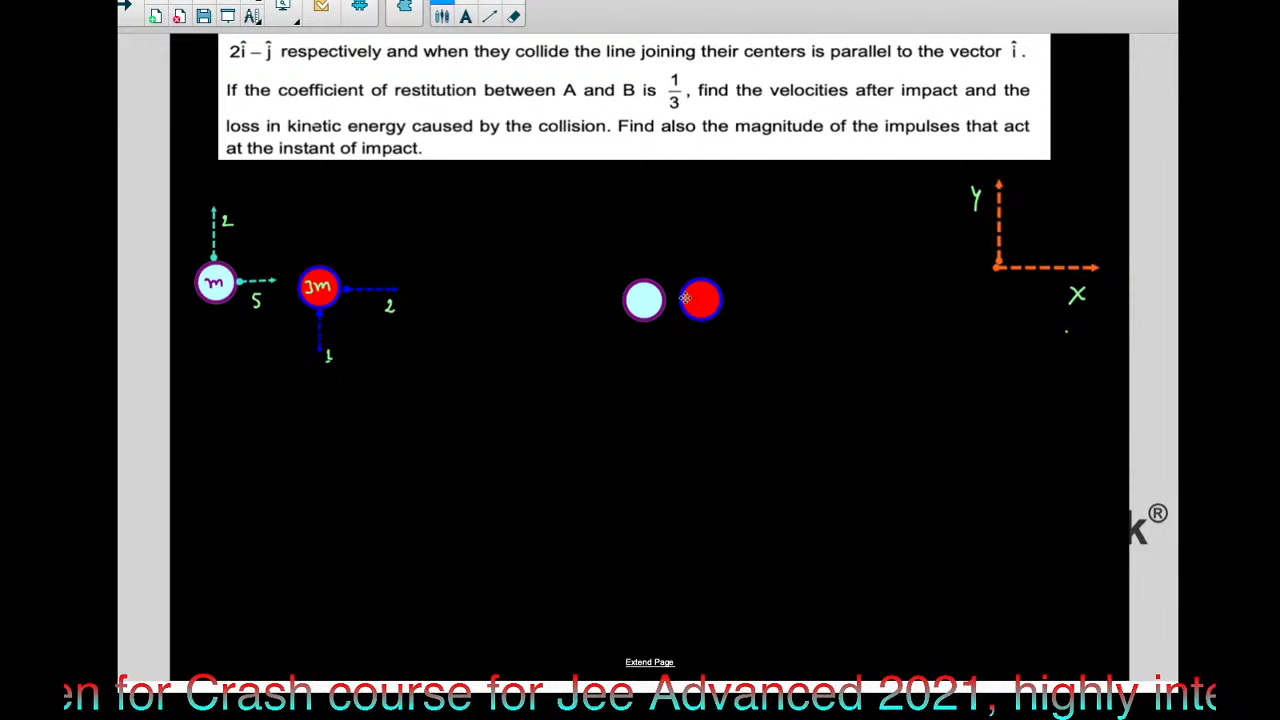 2î – ĵ respectively and when they collide the line joining their centers is parallel to the vector î .
If the coefficient of restitution between A and B is 1/3, find the velocities after impact and the
loss in kinetic energy caused by the collision. Find also the magnitude of the impulses that act
at the instant of impact.
y
2
m
3m
5
2
x
1
k®
Extend Page
en for Crash course for Jee Advanced 2021, highly inte